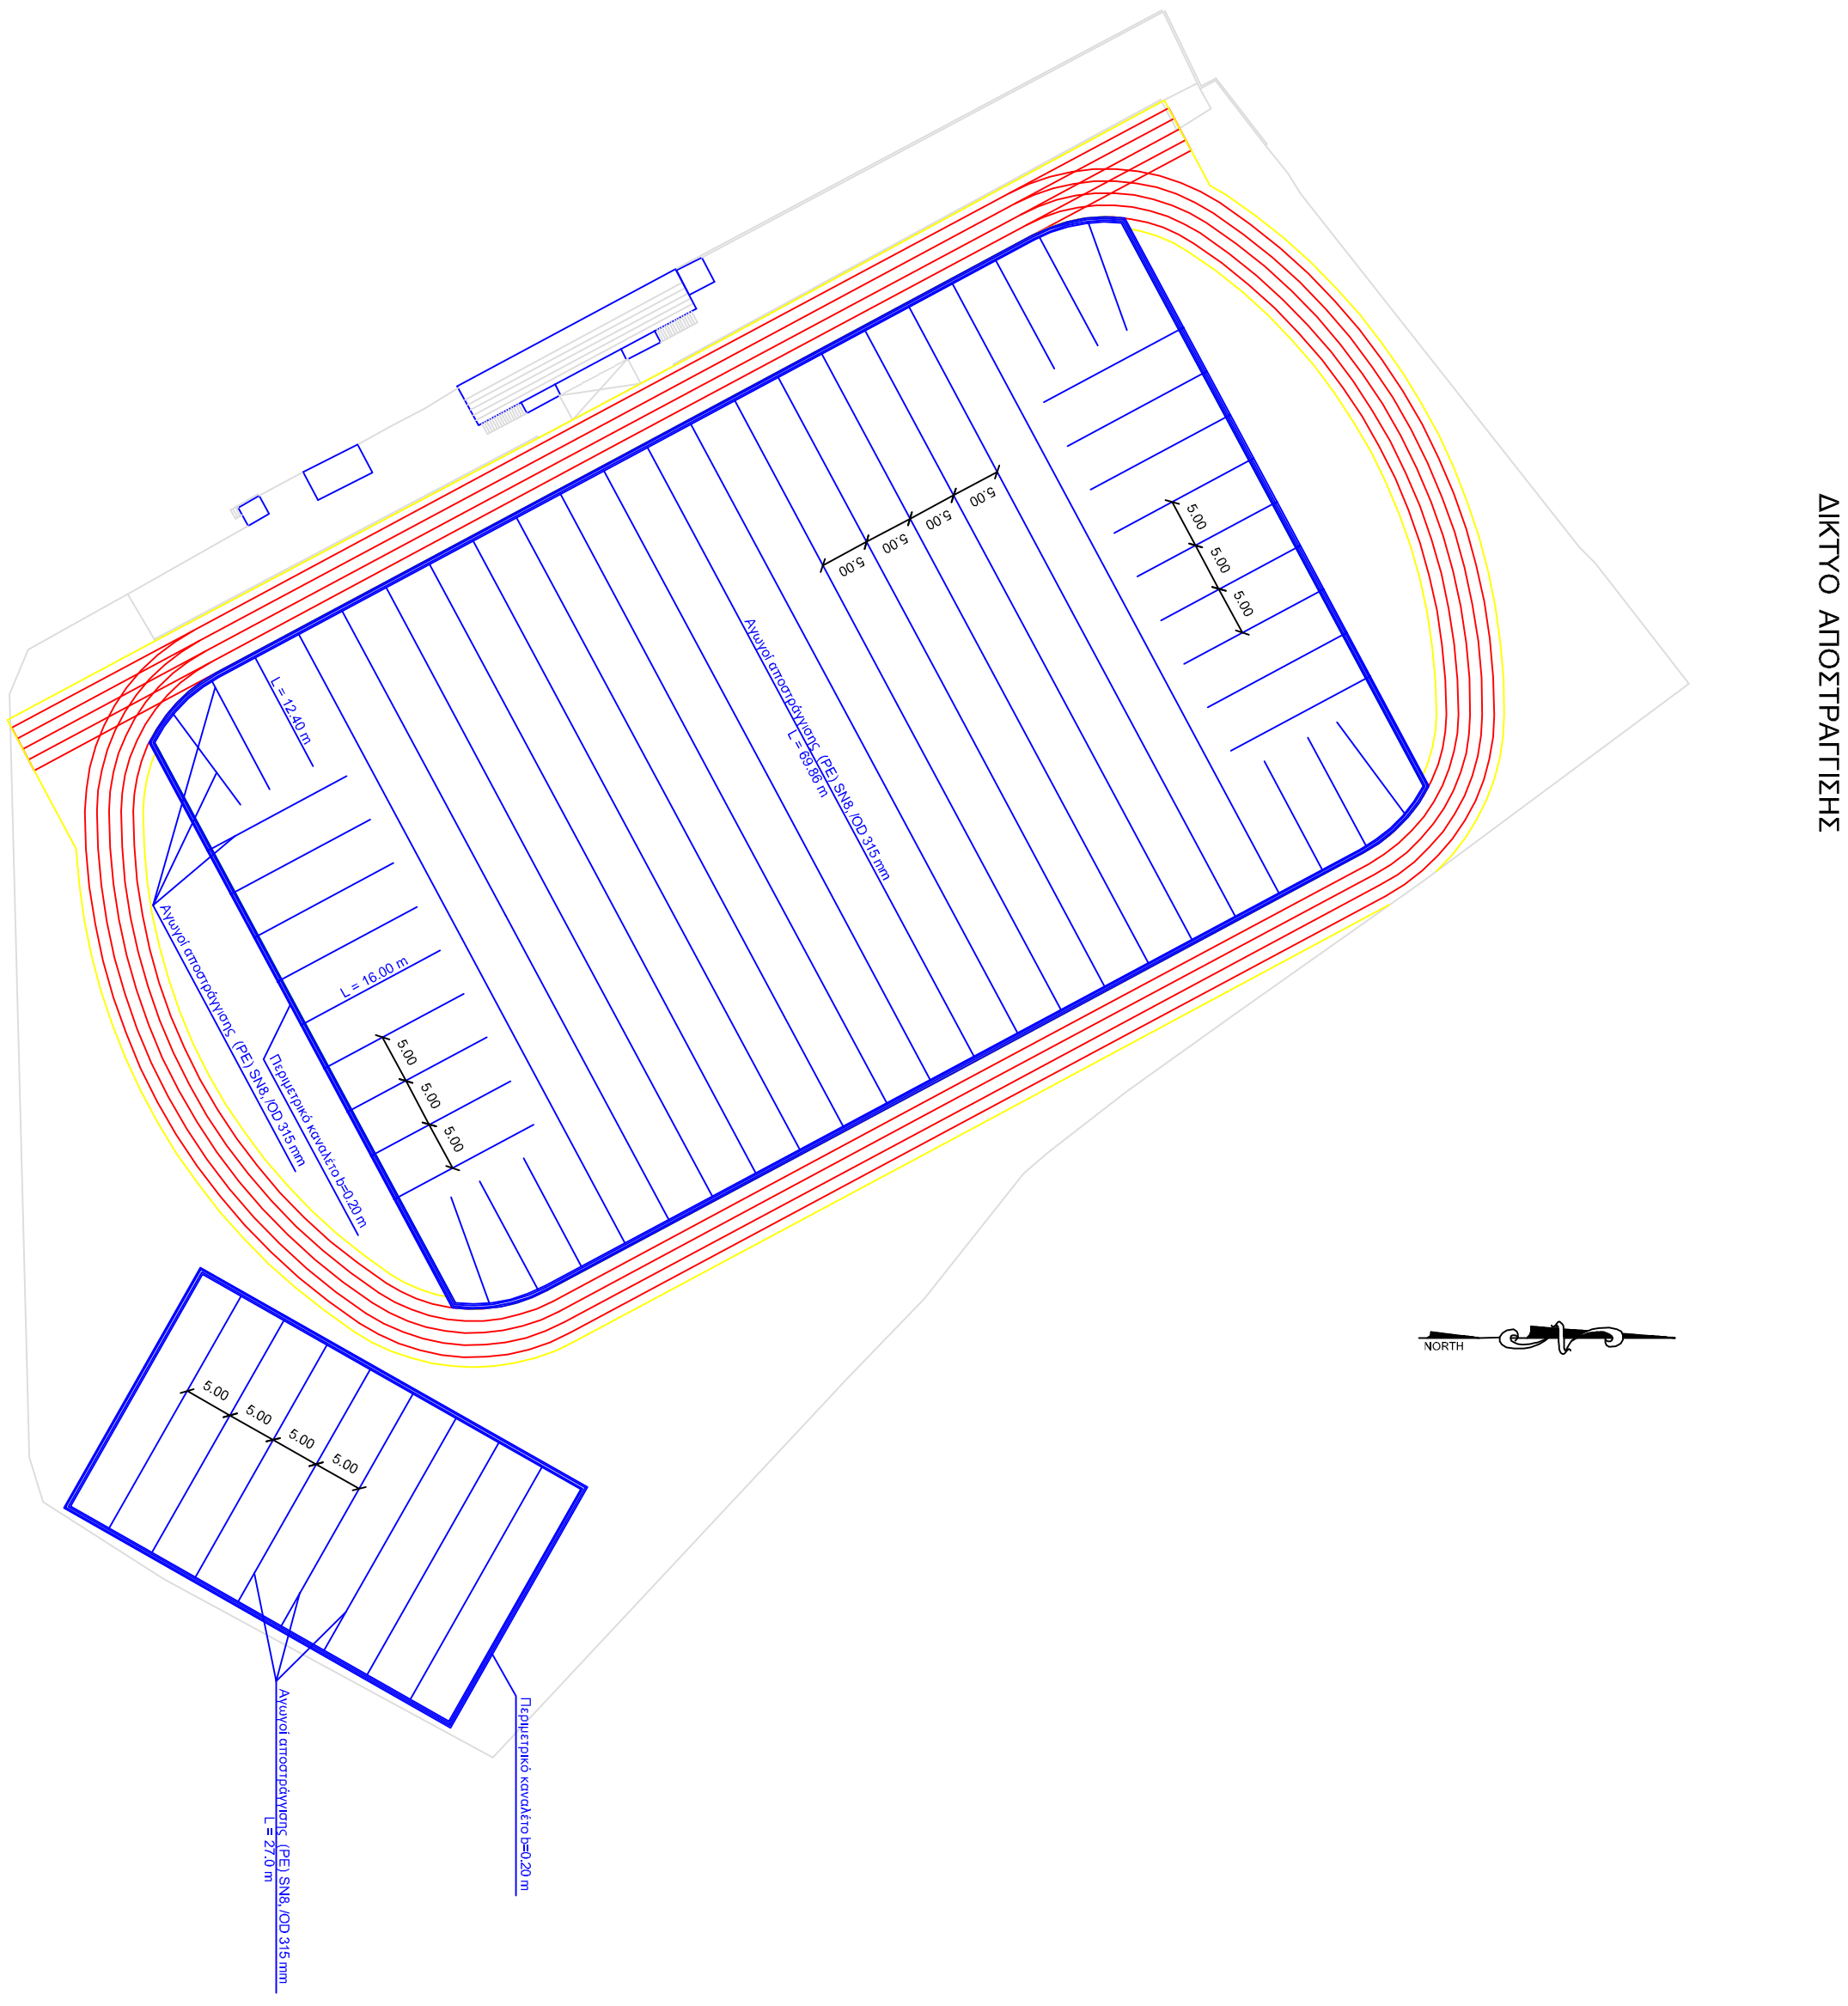 ΔΙΚΤΥΟ ΑΠΟΣΤΡΑΓΓΙΣΗΣ
5.00
5.00
5.00
5.00
5.00
5.00
5.00
Αγωγοί αποστράγγισης (PE) SN8, /OD 315 mm
L = 69.86 m
L = 12.40 m
L = 16.00 m
5.00
5.00
5.00
Αγωγοί αποστράγγισης (PE) SN8, /OD 315 mm
Περιμετρικό καναλέτο b=0.20 m
NORTH
5.00
5.00
5.00
5.00
Αγωγοί αποστράγγισης (PE) SN8, /OD 315 mm
L = 27.0 m
Περιμετρικό καναλέτο b=0.20 m